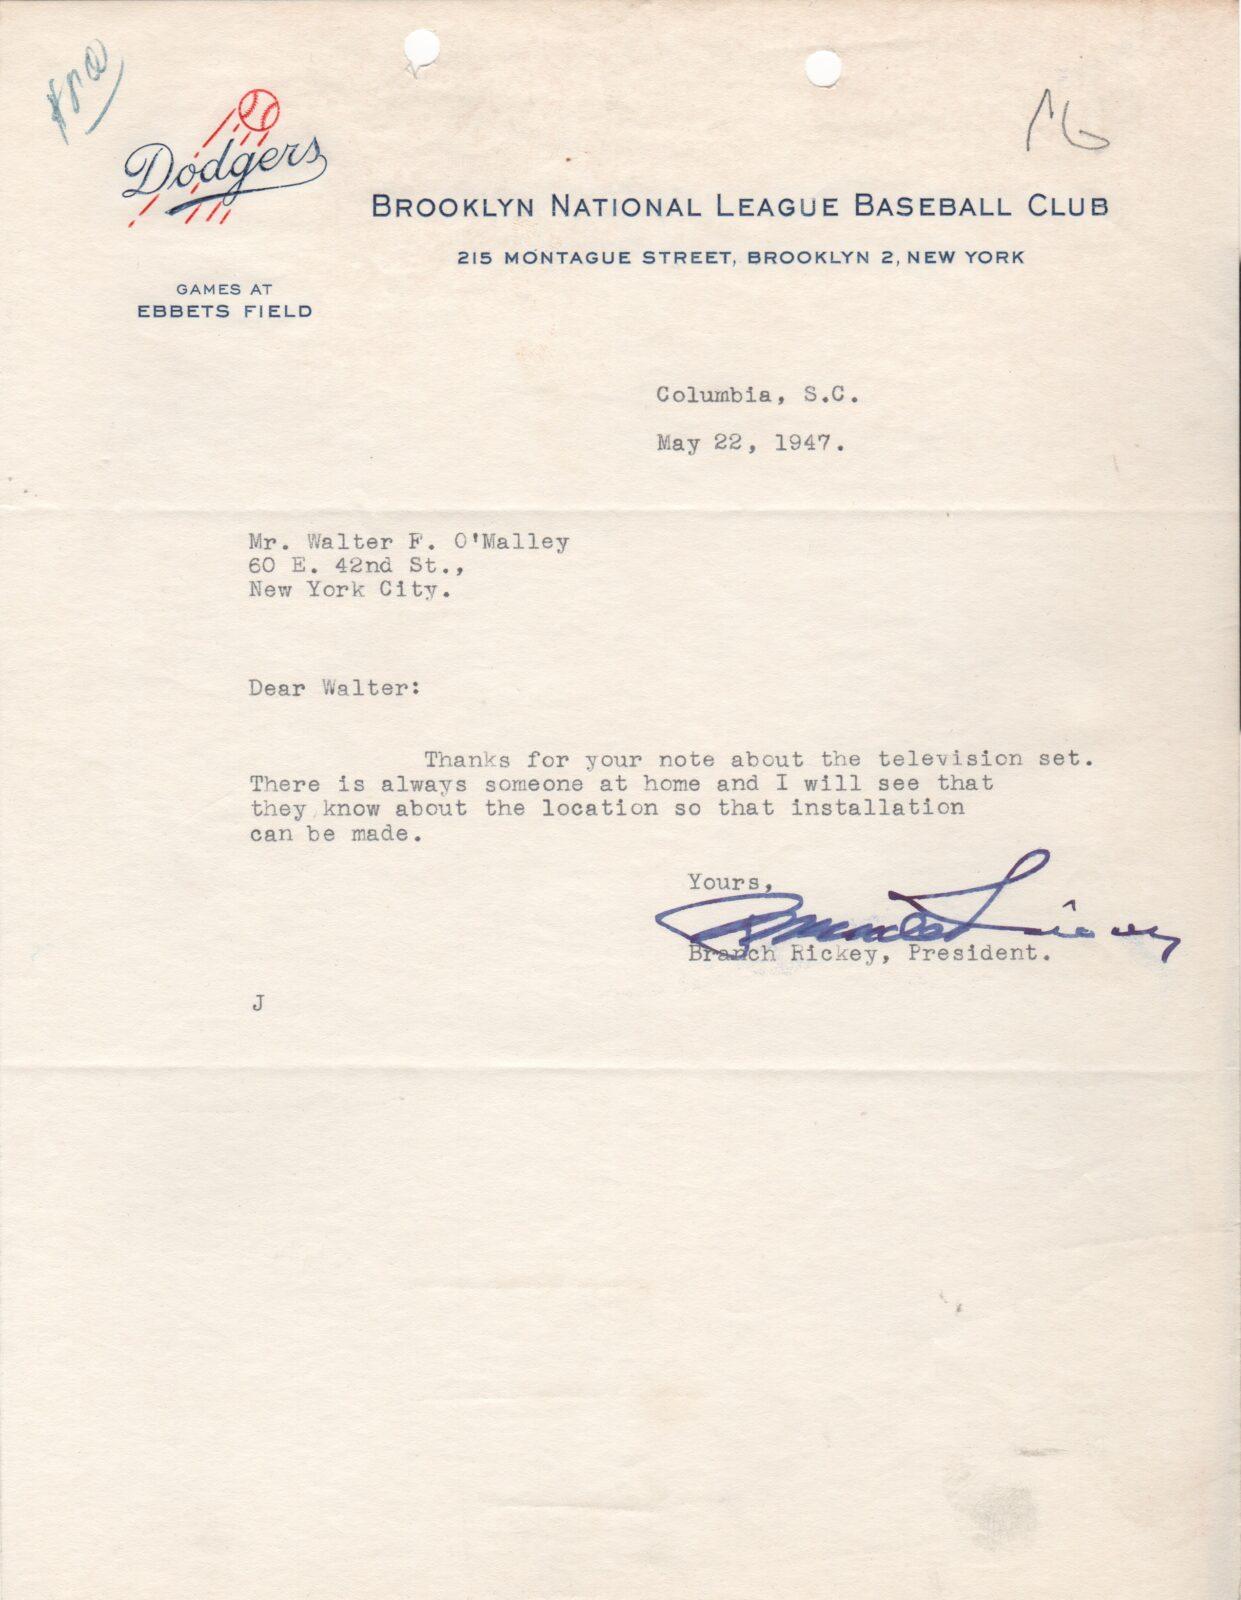 Dodgers
BROOKLYN NATIONAL LEAGUE BASEBALL CLUB
215 MONTAGUE STREET, BROOKLYN 2, NEW YORK
GAMES AT
EBBETS FIELD
Columbia, S.C.
May 22, 1947.
Mr. Walter F. O'Malley
60 E. 42nd St.,
New York City.
Dear Walter:
Thanks for your note about the television set.
There is always someone at home and I will see that
they know about the location so that installation
can be made.
Yours,
Branch Rickey
Branch Rickey, President.
J